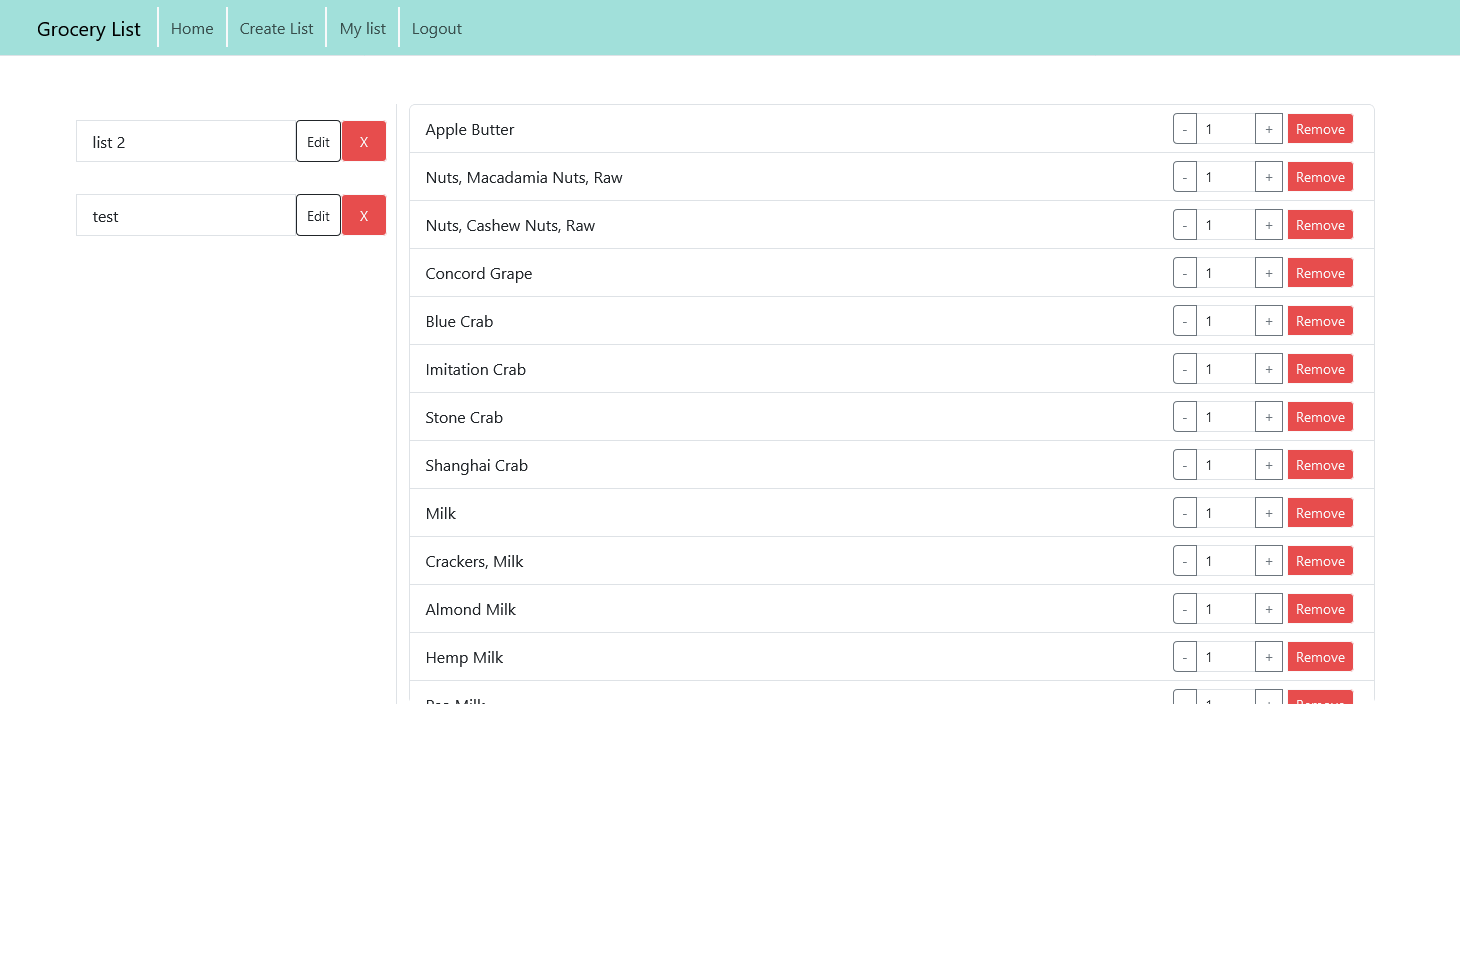 Grocery List Home Create List My list Logout
list 2 Edit X
test Edit X
Apple Butter - 1 + Remove
Nuts, Macadamia Nuts, Raw - 1 + Remove
Nuts, Cashew Nuts, Raw - 1 + Remove
Concord Grape - 1 + Remove
Blue Crab - 1 + Remove
Imitation Crab - 1 + Remove
Stone Crab - 1 + Remove
Shanghai Crab - 1 + Remove
Milk - 1 + Remove
Crackers, Milk - 1 + Remove
Almond Milk - 1 + Remove
Hemp Milk - 1 + Remove
Milk 1 + Remove